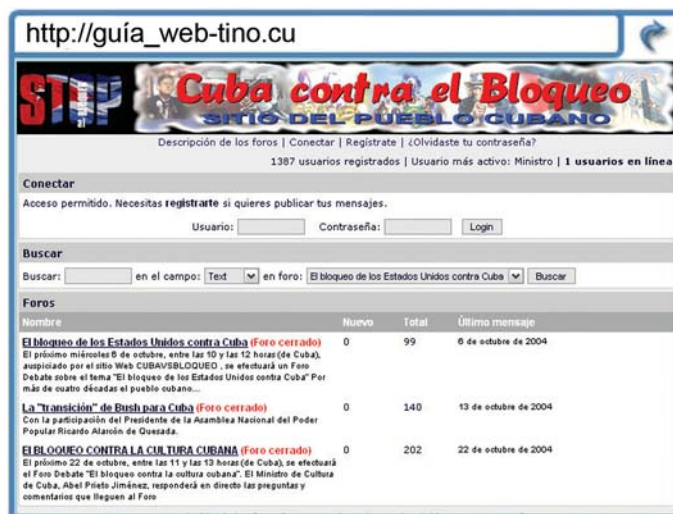 http://guía_web-tino.cu
STOP
Cuba contra el Bloqueo
SITIO DEL PUEBLO CUBANO
Descripción de los foros | Conectar | Regístrate | ¿Olvidaste tu contraseña?
1387 usuarios registrados | Usuario más activo: Ministro | 1 usuarios en línea
Conectar
Acceso permitido. Necesitas registrarte si quieres publicar tus mensajes.
Usuario: Contraseña: Login
Buscar
Buscar: en el campo: Text en foro: El bloqueo de los Estados Unidos contra Cuba Buscar
Foros
Nombre Nuevo Total Último mensaje
El bloqueo de los Estados Unidos contra Cuba (Foro cerrado) 0 99 6 de octubre de 2004
El próximo miércoles 6 de octubre, entre las 10 y las 12 horas (de Cuba),
auspiciado por el sitio Web CUBAVSBLOQUEO , se efectuará un Foro
Debate sobre el tema "El bloqueo de los Estados Unidos contra Cuba" Por
más de cuatro décadas el pueblo cubano...
La "transición" de Bush para Cuba (Foro cerrado) 0 140 13 de octubre de 2004
Con la participación del Presidente de la Asamblea Nacional del Poder
Popular Ricardo Alarcón de Quesada.
El BLOQUEO CONTRA LA CULTURA CUBANA (Foro cerrado) 0 202 22 de octubre de 2004
El próximo 22 de octubre, entre las 11 y las 13 horas (de Cuba), se efectuará
el Foro Debate "El bloqueo contra la cultura cubana". El Ministro de Cultura
de Cuba, Abel Prieto Jiménez, responderá en directo las preguntas y
comentarios que lleguen al Foro